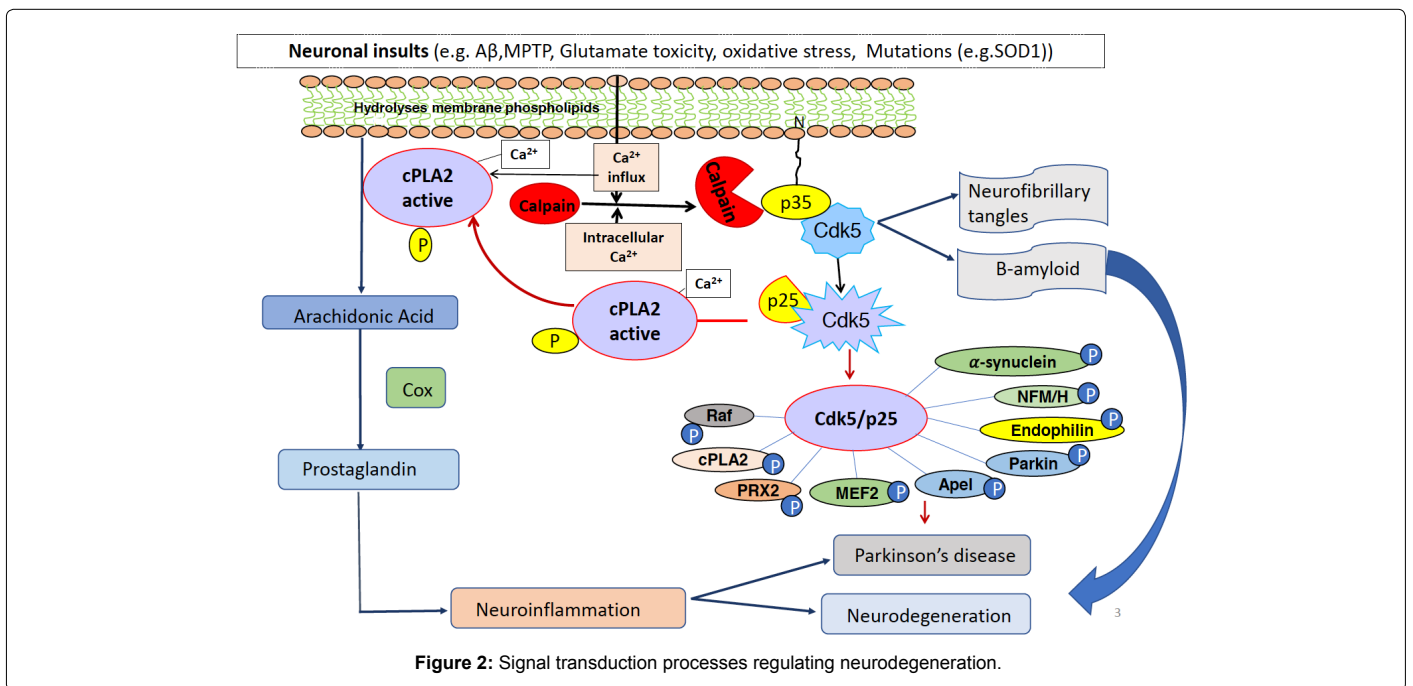 Neuronal insults (e.g. Aβ,MPTP, Glutamate toxicity, oxidative stress, Mutations (e.g.SOD1))
Hydrolyses membrane phospholipids
N
Ca²⁺
cPLA2
active
P
Ca²⁺
influx
Calpain
Calpain
p35
Cdk5
Neurofibrillary
tangles
B-amyloid
Intracellular
Ca²⁺
Ca²⁺
cPLA2
active
P
p25
Cdk5
Arachidonic Acid
Cox
Prostaglandin
Cdk5/p25
α-synuclein
P
NFM/H
P
Endophilin
P
Parkin
P
Apel
P
MEF2
P
PRX2
P
cPLA2
P
Raf
P
Parkinson’s disease
Neuroinflammation
Neurodegeneration
3
Figure 2: Signal transduction processes regulating neurodegeneration.